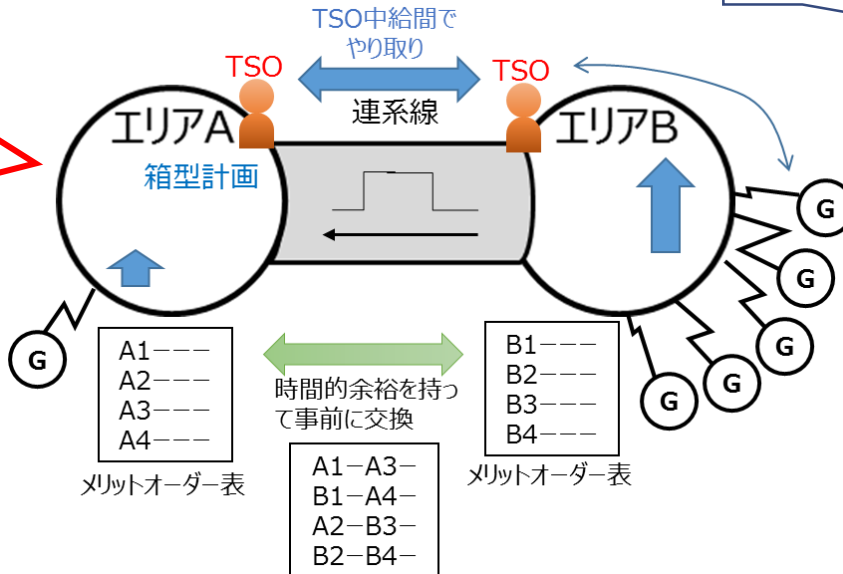 TSO中給間で
やり取り
TSO
TSO
連系線
エリアA
エリアB
箱型計画
G
G
G
G
G
G
A1---
A2---
A3---
A4---
メリットオーダー表
時間的余裕を持っ
て事前に交換
A1-A3-
B1-A4-
A2-B3-
B2-B4-
B1---
B2---
B3---
B4---
メリットオーダー表